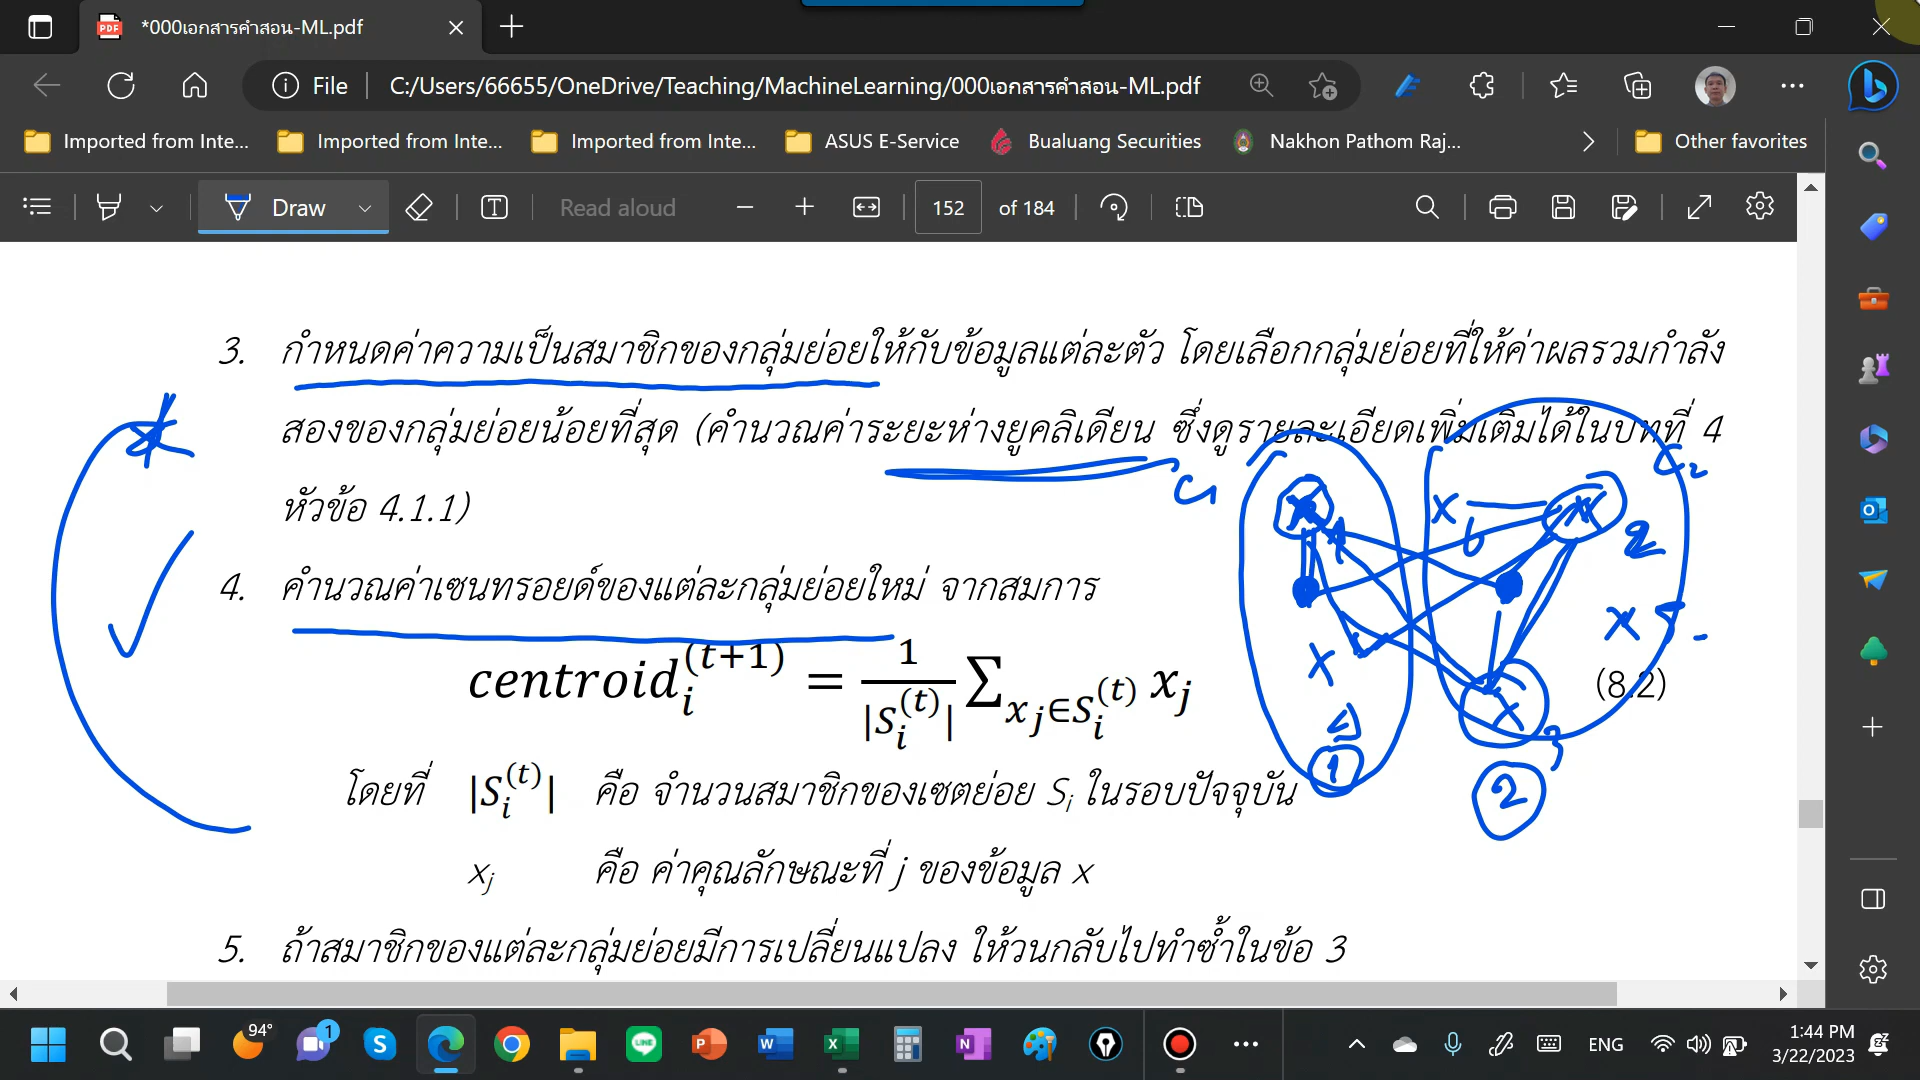 *000เอกสารคำสอน-ML.pdf
File
C:/Users/66655/OneDrive/Teaching/MachineLearning/000เอกสารคำสอน-ML.pdf
Imported from Inte...
Imported from Inte...
Imported from Inte...
ASUS E-Service
Bualuang Securities
Nakhon Pathom Raj...
Other favorites
Draw
Read aloud
152
of 184
3. กำหนดค่าความเป็นสมาชิกของกลุ่มย่อยให้กับข้อมูลแต่ละตัว โดยเลือกกลุ่มย่อยที่ให้ค่าผลรวมกำลัง
สองของกลุ่มย่อยน้อยที่สุด (คำนวณค่าระยะห่างยูคลิเดียน ซึ่งดูรายละเอียดเพิ่มเติมได้ในบทที่ 4
หัวข้อ 4.1.1)
4. คำนวณค่าเซนทรอยด์ของแต่ละกลุ่มย่อยใหม่ จากสมการ
centroid_i^(t+1) = 1/|S_i^(t)| ∑_{x_j∈S_i^(t)} x_j (8.2)
โดยที่ |S_i^(t)| คือ จำนวนสมาชิกของเซตย่อย S_i ในรอบปัจจุบัน
x_j คือ ค่าคุณลักษณะที่ j ของข้อมูล x
5. ถ้าสมาชิกของแต่ละกลุ่มย่อยมีการเปลี่ยนแปลง ให้วนกลับไปทำซ้ำในข้อ 3
C1
C2
x
x
1
2
94°
1
ENG
1:44 PM
3/22/2023